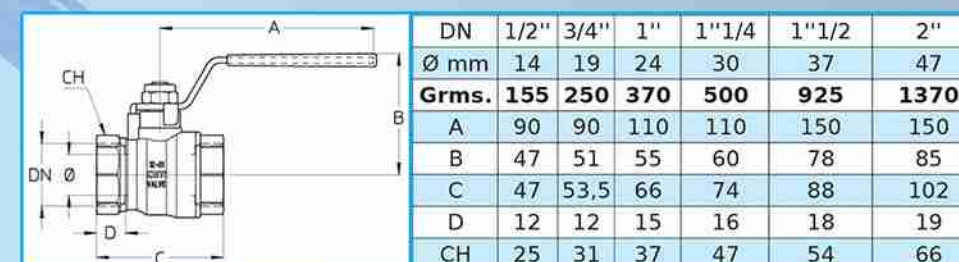 A
CH
B
DN Ø
D
C
DN 1/2'' 3/4'' 1'' 1''1/4 1''1/2 2''
Ø mm 14 19 24 30 37 47
Grms. 155 250 370 500 925 1370
A 90 90 110 110 150 150
B 47 51 55 60 78 85
C 47 53,5 66 74 88 102
D 12 12 15 16 18 19
CH 25 31 37 47 54 66